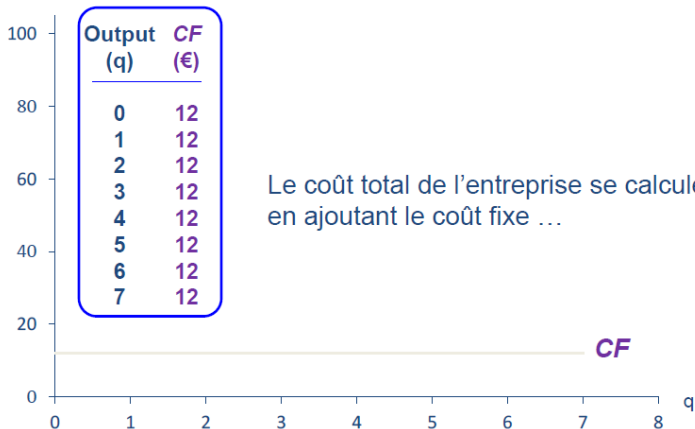 100
80
60
40
20
0
Output CF
(q) (€)
0 12
1 12
2 12
3 12
4 12
5 12
6 12
7 12
Le coût total de l’entreprise se calcule
en ajoutant le coût fixe …
CF
0 1 2 3 4 5 6 7 8
q